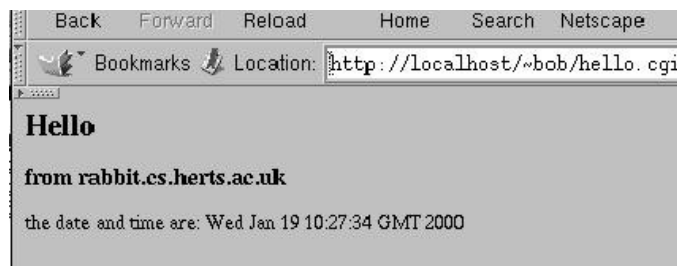 Back Forward Reload Home Search Netscape
Bookmarks Location: http://localhost/~bob/hello.cgi
Hello
from rabbit.cs.herts.ac.uk
the date and time are: Wed Jan 19 10:27:34 GMT 2000